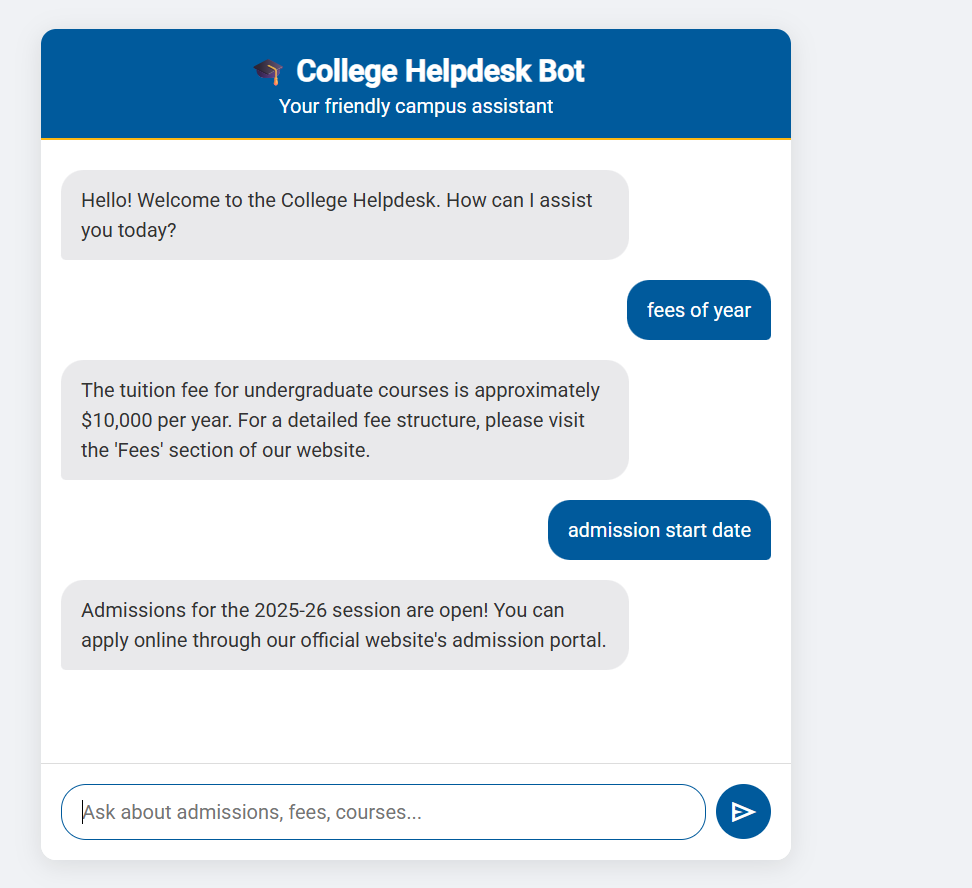 🎓 College Helpdesk Bot
Your friendly campus assistant
Hello! Welcome to the College Helpdesk. How can I assist
you today?
fees of year
The tuition fee for undergraduate courses is approximately
$10,000 per year. For a detailed fee structure, please visit
the 'Fees' section of our website.
admission start date
Admissions for the 2025-26 session are open! You can
apply online through our official website's admission portal.
Ask about admissions, fees, courses...